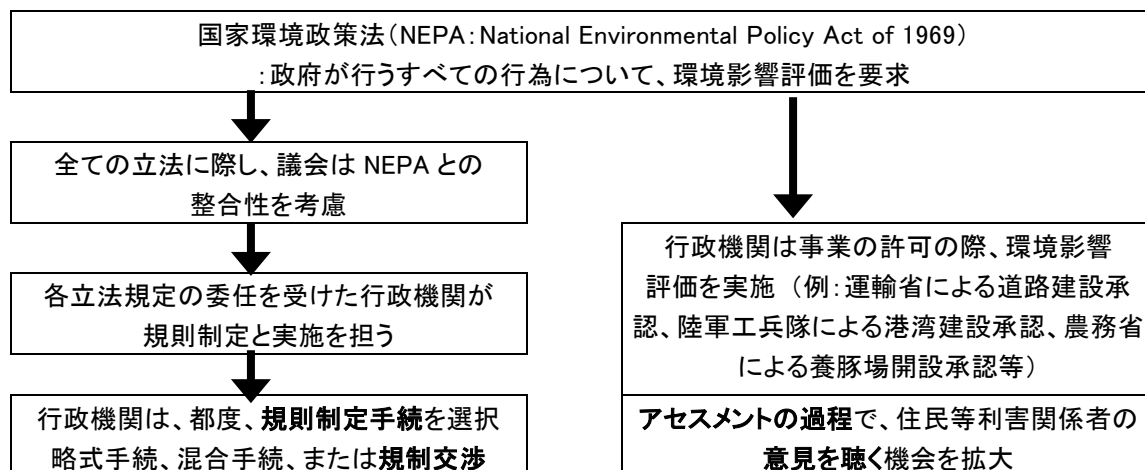 国家環境政策法(NEPA:National Environmental Policy Act of 1969)
:政府が行うすべての行為について、環境影響評価を要求
全ての立法に際し、議会は NEPA との
整合性を考慮
各立法規定の委任を受けた行政機関が
規則制定と実施を担う
行政機関は、都度、規則制定手続を選択
略式手続、混合手続、または規制交渉
行政機関は事業の許可の際、環境影響
評価を実施 (例:運輸省による道路建設承
認、陸軍工兵隊による港湾建設承認、農務省
による養豚場開設承認等)
アセスメントの過程で、住民等利害関係者の
意見を聴く機会を拡大